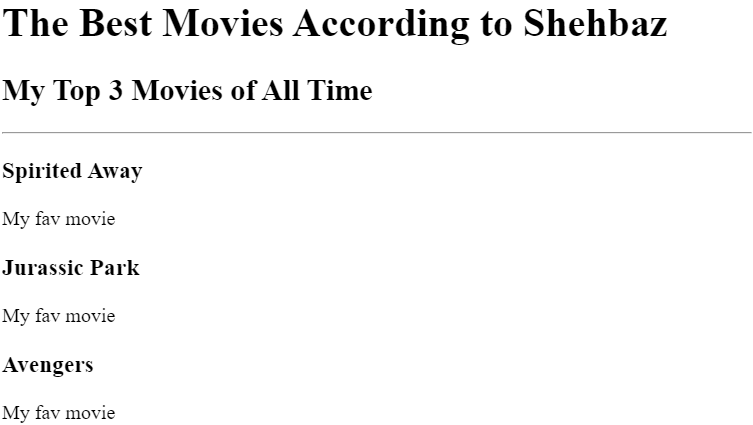 The Best Movies According to Shehbaz
My Top 3 Movies of All Time
Spirited Away
My fav movie
Jurassic Park
My fav movie
Avengers
My fav movie